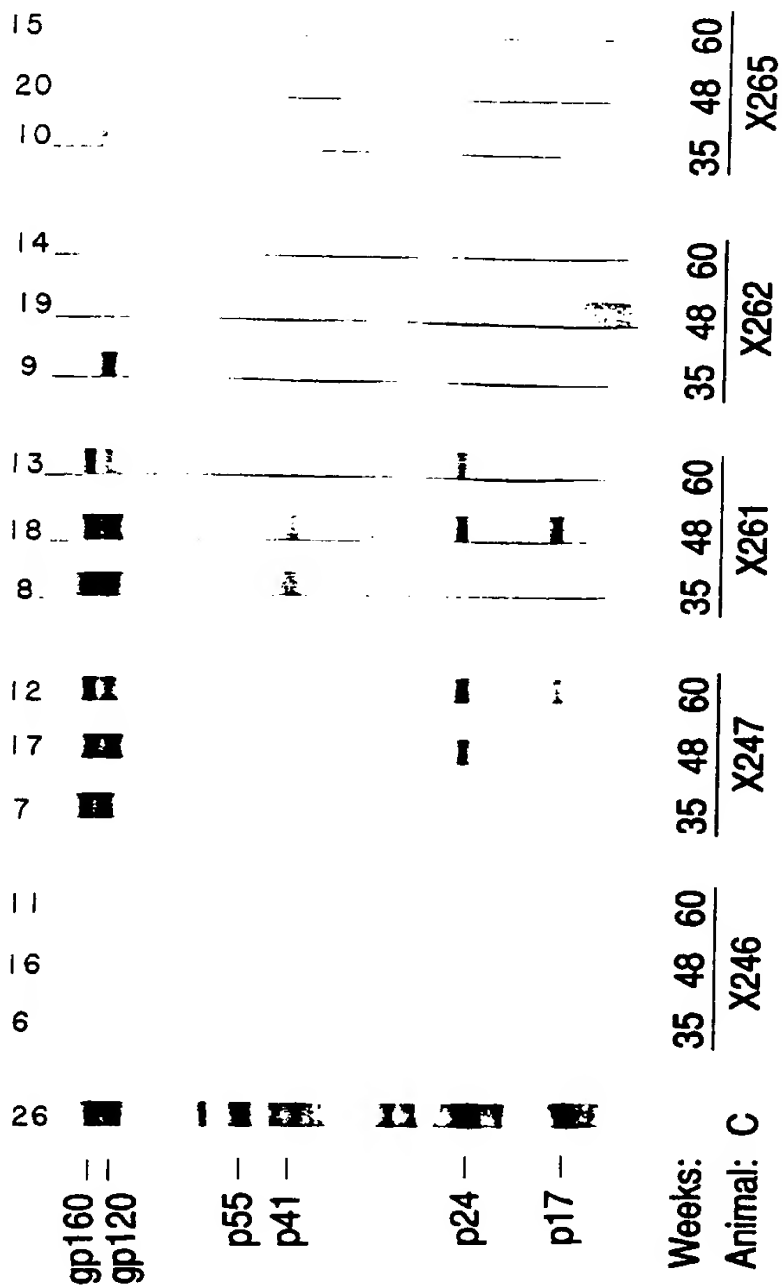 26 6 16 11 7 17 12 8 18 13 9 19 14 10 20 15
gp160
gp120
p55
p41
p24
p17
Weeks: 35 48 60 35 48 60 35 48 60 35 48 60 35 48 60
Animal: C X246 X247 X261 X262 X265